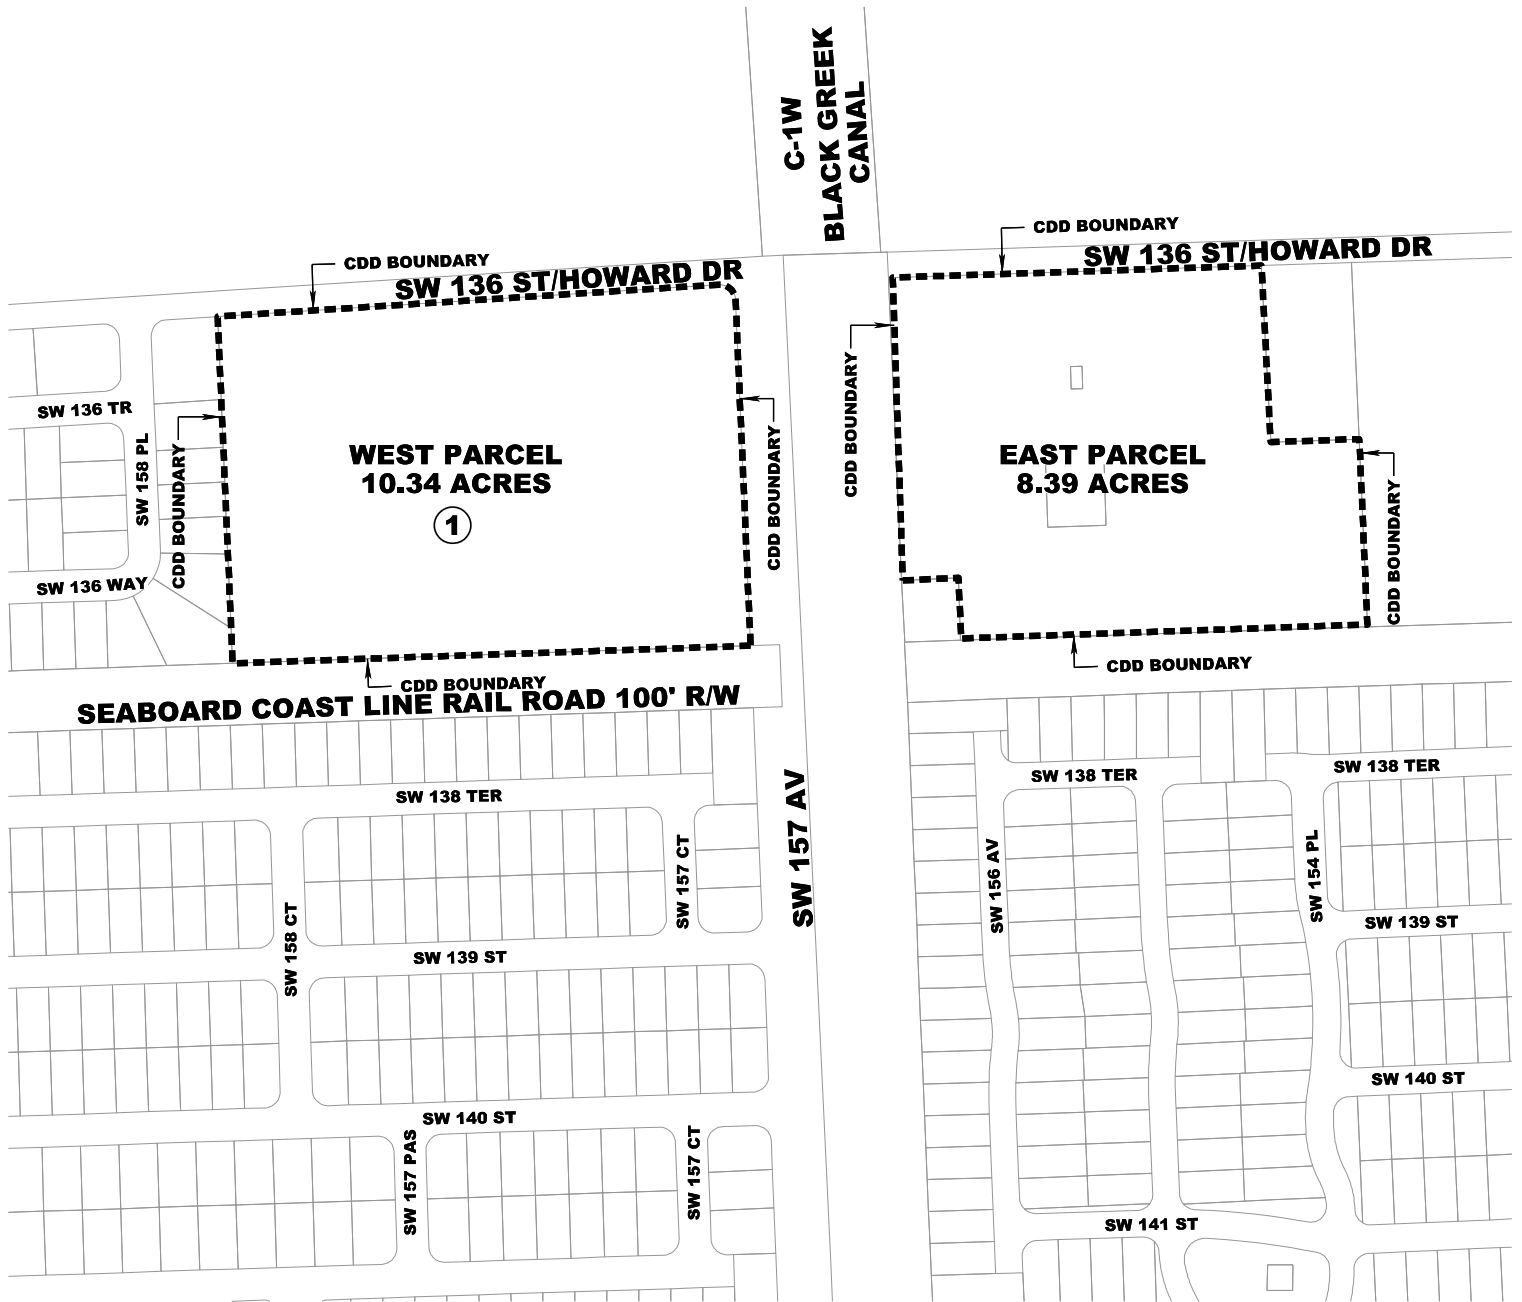 C-1W
BLACK GREEK
CANAL
CDD BOUNDARY
SW 136 ST/HOWARD DR
CDD BOUNDARY
SW 136 ST/HOWARD DR
CDD BOUNDARY
SW 136 TR
SW 158 PL
CDD BOUNDARY
WEST PARCEL
10.34 ACRES
1
CDD BOUNDARY
EAST PARCEL
8.39 ACRES
CDD BOUNDARY
SW 136 WAY
CDD BOUNDARY
CDD BOUNDARY
SEABOARD COAST LINE RAIL ROAD 100' R/W
SW 138 TER
SW 157 AV
SW 138 TER
SW 138 TER
SW 158 CT
SW 157 CT
SW 156 AV
SW 154 PL
SW 139 ST
SW 139 ST
SW 140 ST
SW 140 ST
SW 157 PAS
SW 157 CT
SW 141 ST